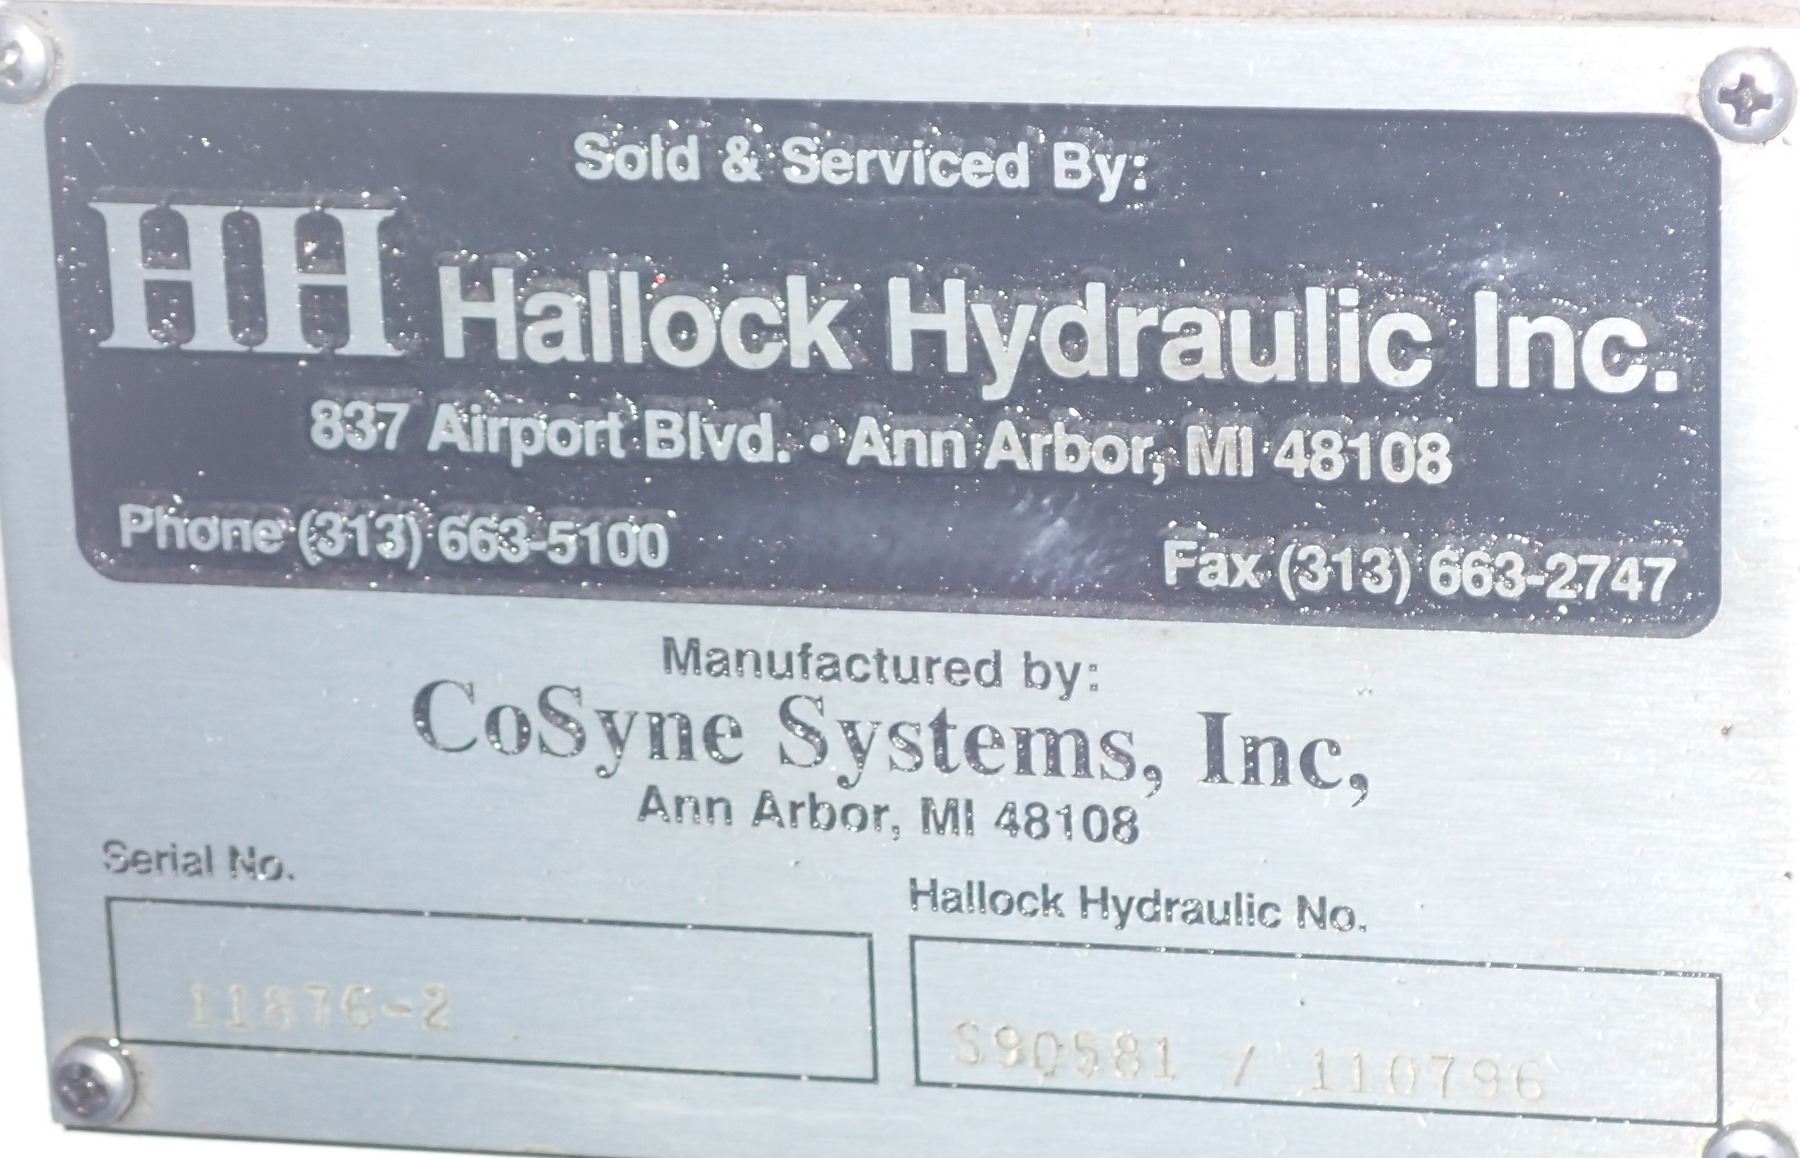 Sold & Serviced By:
HH Hallock Hydraulic Inc.
837 Airport Blvd. • Ann Arbor, MI 48108
Phone (313) 663-5100 Fax (313) 663-2747
Manufactured by:
CoSyne Systems, Inc,
Ann Arbor, MI 48108
Serial No.
Hallock Hydraulic No.
11876-2
S90581 / 110796